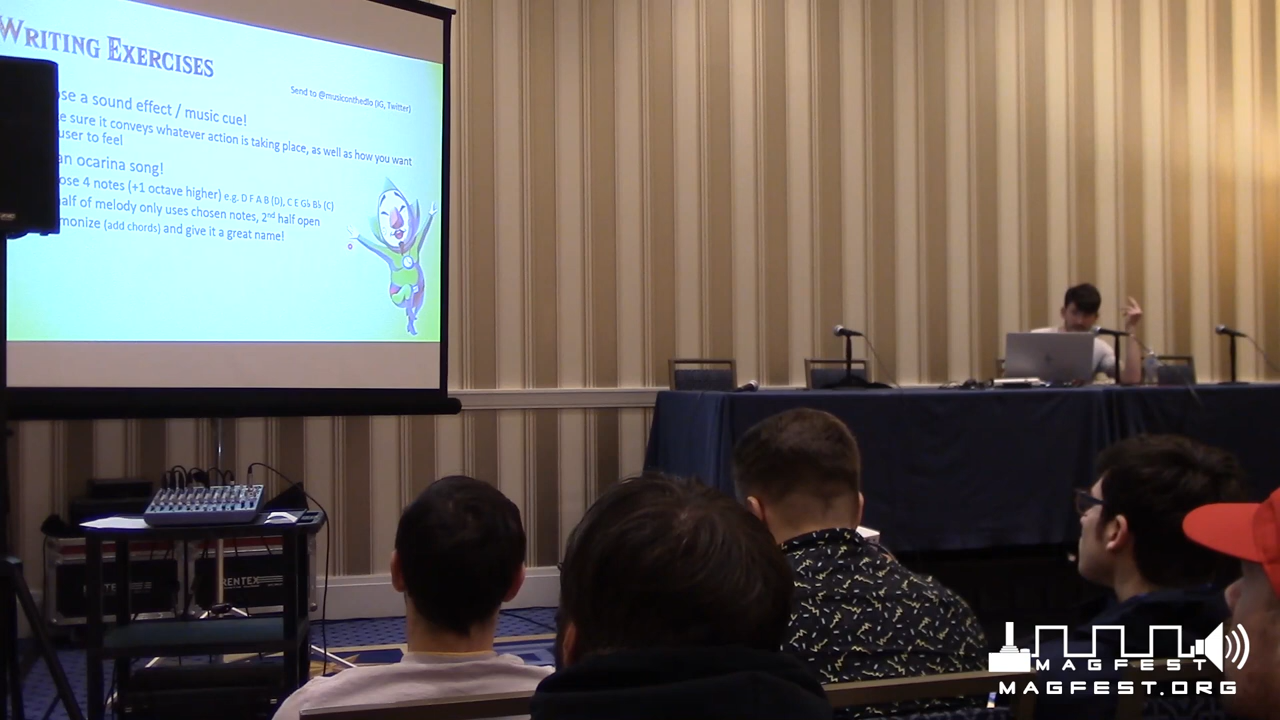 WRITING EXERCISES
Send to @musiconthedlo (IG, Twitter)
ose a sound effect / music cue!
e sure it conveys whatever action is taking place, as well as how you want
user to feel
an ocarina song!
ose 4 notes (+1 octave higher) e.g. D F A B (D), C E G♭ B♭ (C)
half of melody only uses chosen notes, 2nd half open
monize (add chords) and give it a great name!
RENTEX
MAGFEST
MAGFEST.ORG